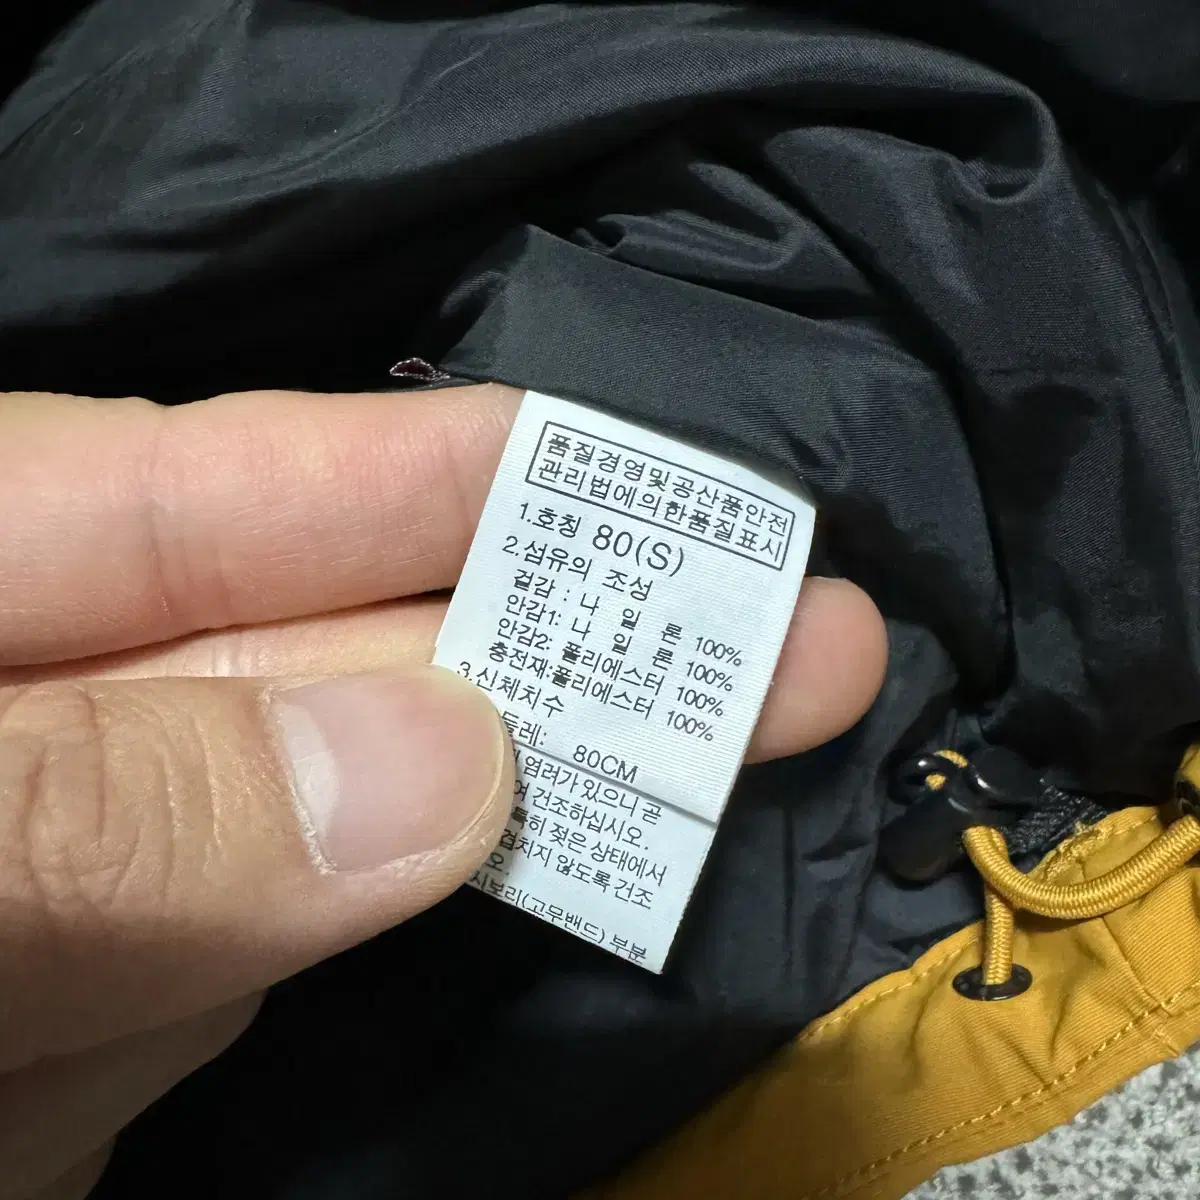 품질경영및공산품안전
관리법에의한품질표시
1.호칭 80(S)
2.섬유의 조성
겉감 : 나 일 론 100%
안감1: 나 일 론 100%
안감2: 폴리에스터 100%
충전재:폴리에스터 100%
3.신체치수
둘레: 80CM
염려가 있으니 곧
건조하십시오.
특히 젖은 상태에서
겹치지 않도록 건조
오.
시보리(고무밴드) 부분